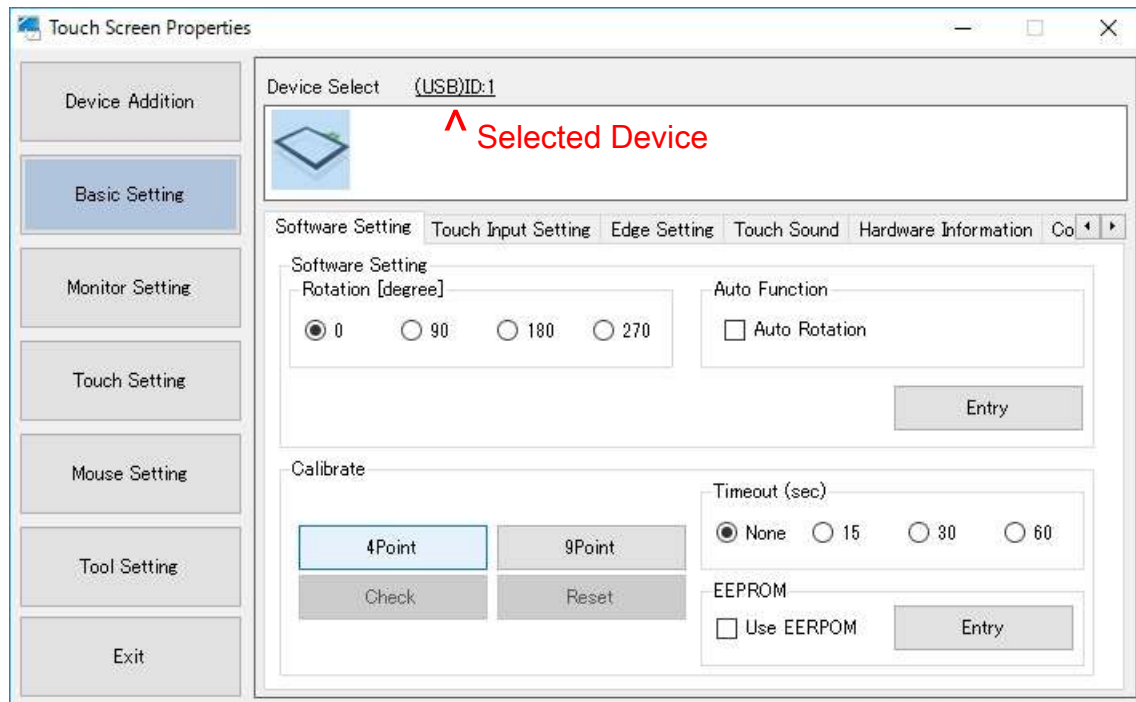 Touch Screen Properties
Device Addition
Basic Setting
Monitor Setting
Touch Setting
Mouse Setting
Tool Setting
Exit
Device Select (USB)ID:1
^ Selected Device
Software Setting Touch Input Setting Edge Setting Touch Sound Hardware Information Co
Software Setting
Rotation [degree]
0 90 180 270
Auto Function
Auto Rotation
Entry
Calibrate
4Point 9Point
Check Reset
Timeout (sec)
None 15 30 60
EEPROM
Use EERPOM Entry